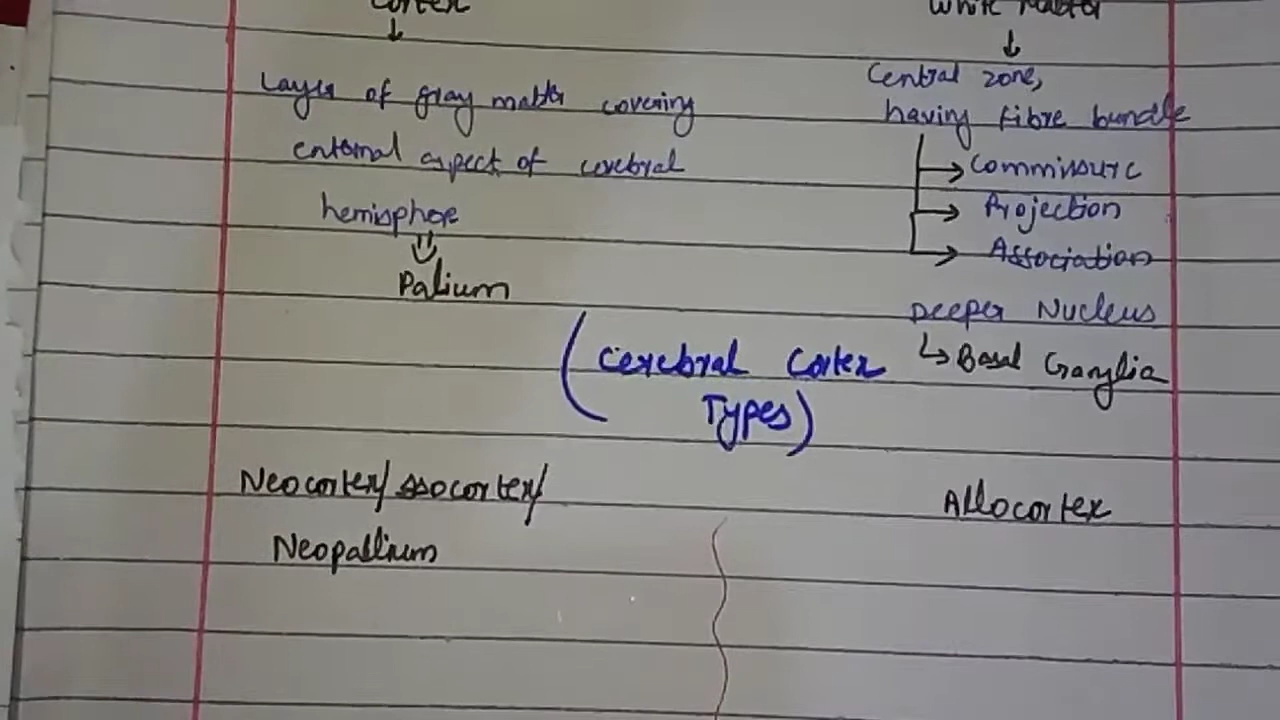 Cortex
↓
Layer of gray matter covering
external aspect of cerebral
hemisphere
Palium
White Matter
↓
Central zone,
having fibre bundle
→ Commissure
→ Projection
→ Association
Deeper Nucleus
↳ Basal Ganglia
(Cerebral Cortex
Types)
Neocortex/Isocortex/
Neopallium
Allocortex